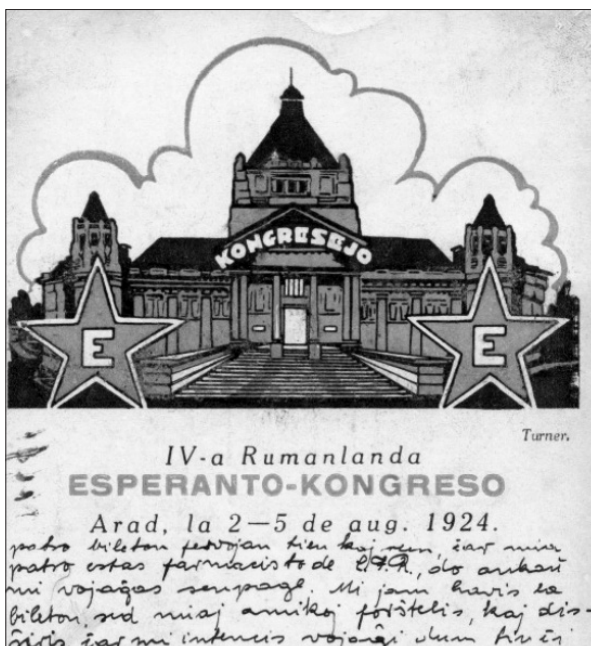 KONGRESEJO
E
E
Turner.
IV-a Rumanlanda
ESPERANTO-KONGRESO
Arad, la 2—5 de aug. 1924.
patro bileton fervojan tien kaj ren, ĉar mia
patro estas farmacisto de C.F.R., do ankaŭ
mi vojaĝas senpage. Mi jam havis la
bileton, sed miaj amikoj forŝtelis, kaj dis-
ŝiris ĉar mi intencis vojaĝi dum